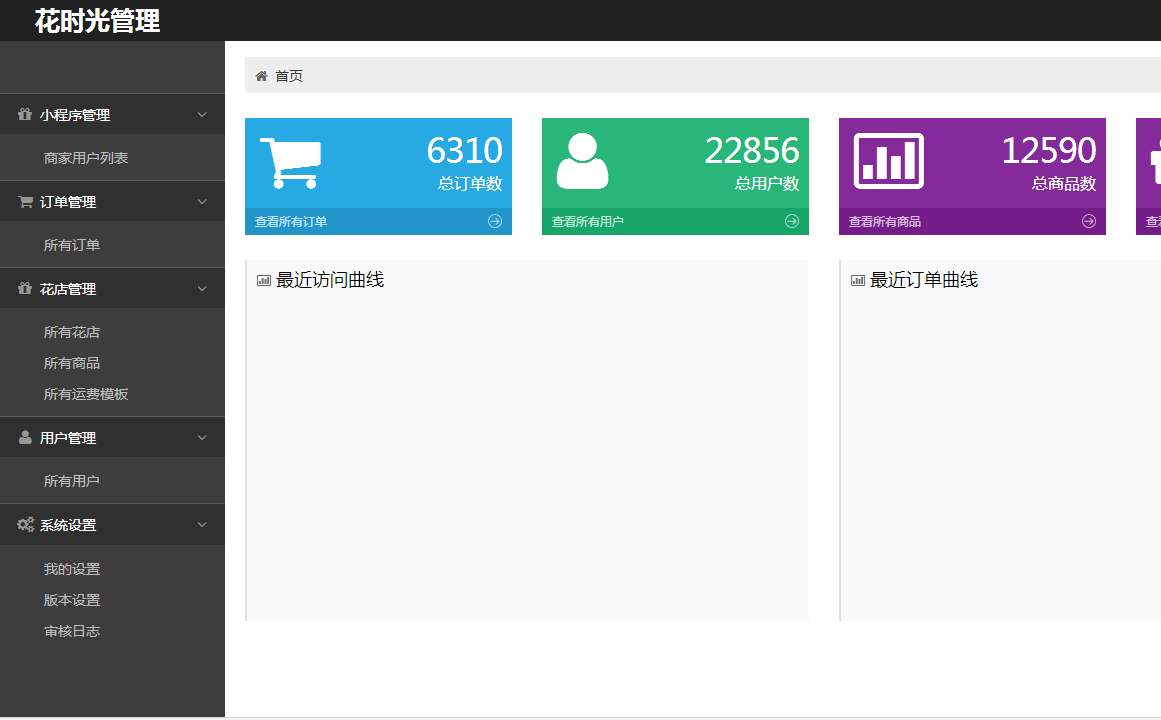 花时光管理
首页
小程序管理
商家用户列表
订单管理
所有订单
花店管理
所有花店
所有商品
所有运费模板
用户管理
所有用户
系统设置
我的设置
版本设置
审核日志
6310
总订单数
查看所有订单
22856
总用户数
查看所有用户
12590
总商品数
查看所有商品
最近访问曲线
最近订单曲线